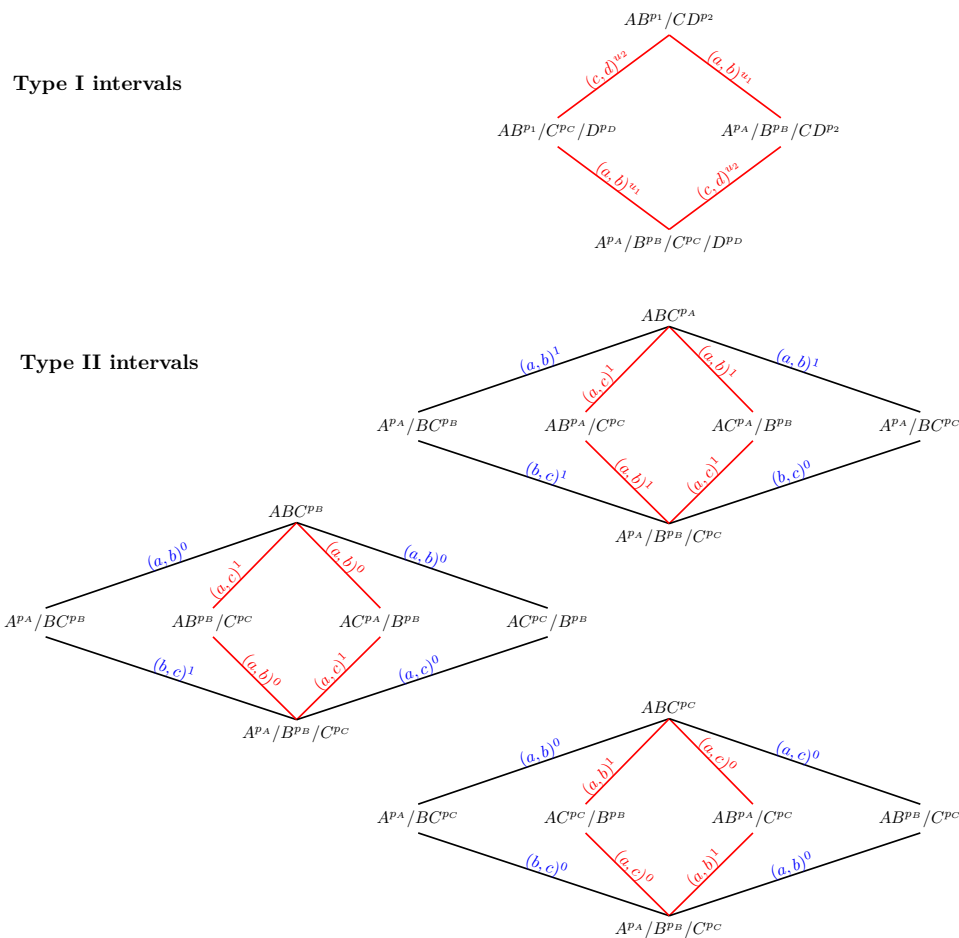 AB^{p_1}/CD^{p_2}
Type I intervals
(c, d)^{u_2} (a, b)^{u_1}
AB^{p_1}/C^{p_C}/D^{p_D} A^{p_A}/B^{p_B}/CD^{p_2}
(a, b)^{u_1} (c, d)^{u_2}
A^{p_A}/B^{p_B}/C^{p_C}/D^{p_D}
ABC^{p_A}
Type II intervals
(a, b)^1 (a, c)^1 (a, b)^1 (a, b)^1
A^{p_A}/BC^{p_B} AB^{p_A}/C^{p_C} AC^{p_A}/B^{p_B} A^{p_A}/BC^{p_C}
(b, c)^1 (a, b)^1 (a, c)^1 (b, c)^0
A^{p_A}/B^{p_B}/C^{p_C}
ABC^{p_B}
(a, b)^0 (a, c)^1 (a, b)^0 (a, b)^0
A^{p_A}/BC^{p_B} AB^{p_B}/C^{p_C} AC^{p_A}/B^{p_B} AC^{p_C}/B^{p_B}
(b, c)^1 (a, b)^0 (a, c)^1 (a, c)^0
A^{p_A}/B^{p_B}/C^{p_C}
ABC^{p_C}
(a, b)^0 (a, b)^1 (a, c)^0 (a, c)^0
A^{p_A}/BC^{p_C} AC^{p_C}/B^{p_B} AB^{p_A}/C^{p_C} AB^{p_B}/C^{p_C}
(b, c)^0 (a, c)^0 (a, b)^1 (a, b)^0
A^{p_A}/B^{p_B}/C^{p_C}